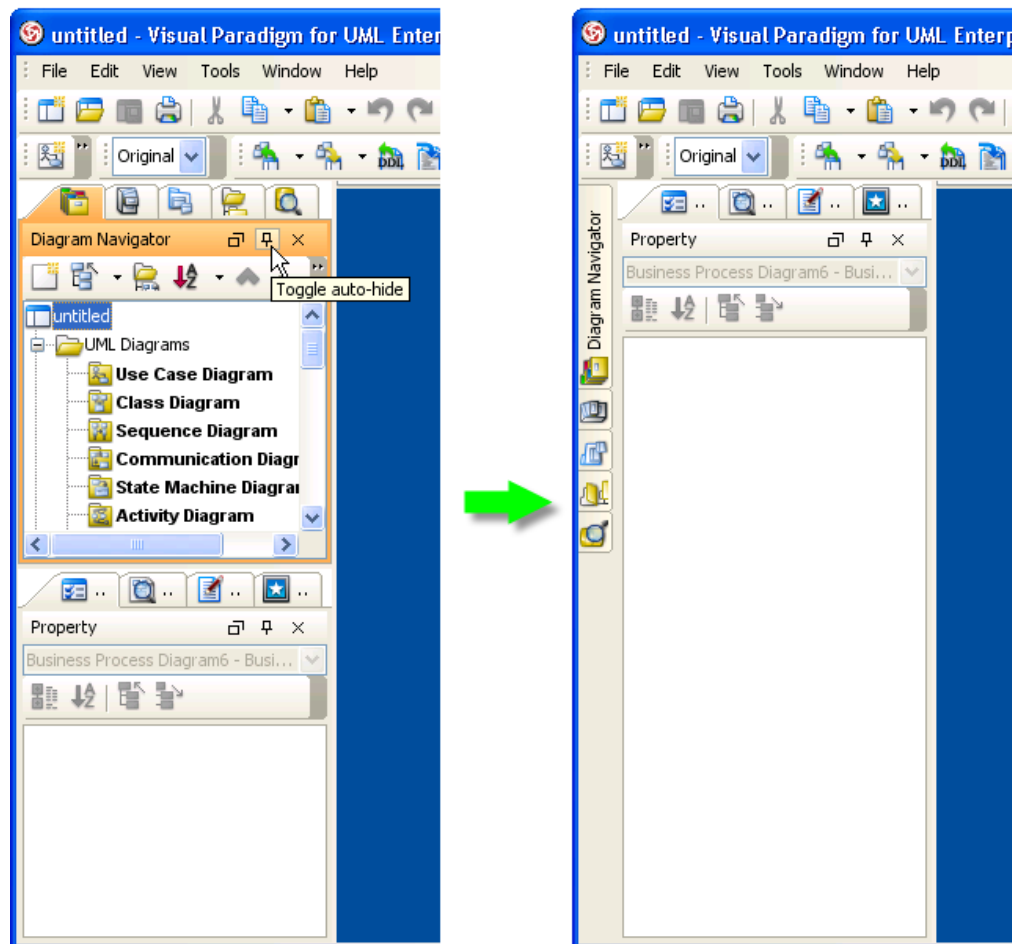 untitled - Visual Paradigm for UML Enter
File Edit View Tools Window Help
Original
DDL
Diagram Navigator
Toggle auto-hide
untitled
UML Diagrams
Use Case Diagram
Class Diagram
Sequence Diagram
Communication Diagr
State Machine Diagra
Activity Diagram
Property
Business Process Diagram6 - Busi...
untitled - Visual Paradigm for UML Enterp
File Edit View Tools Window Help
Original
DDL
Diagram Navigator
Property
Business Process Diagram6 - Busi...